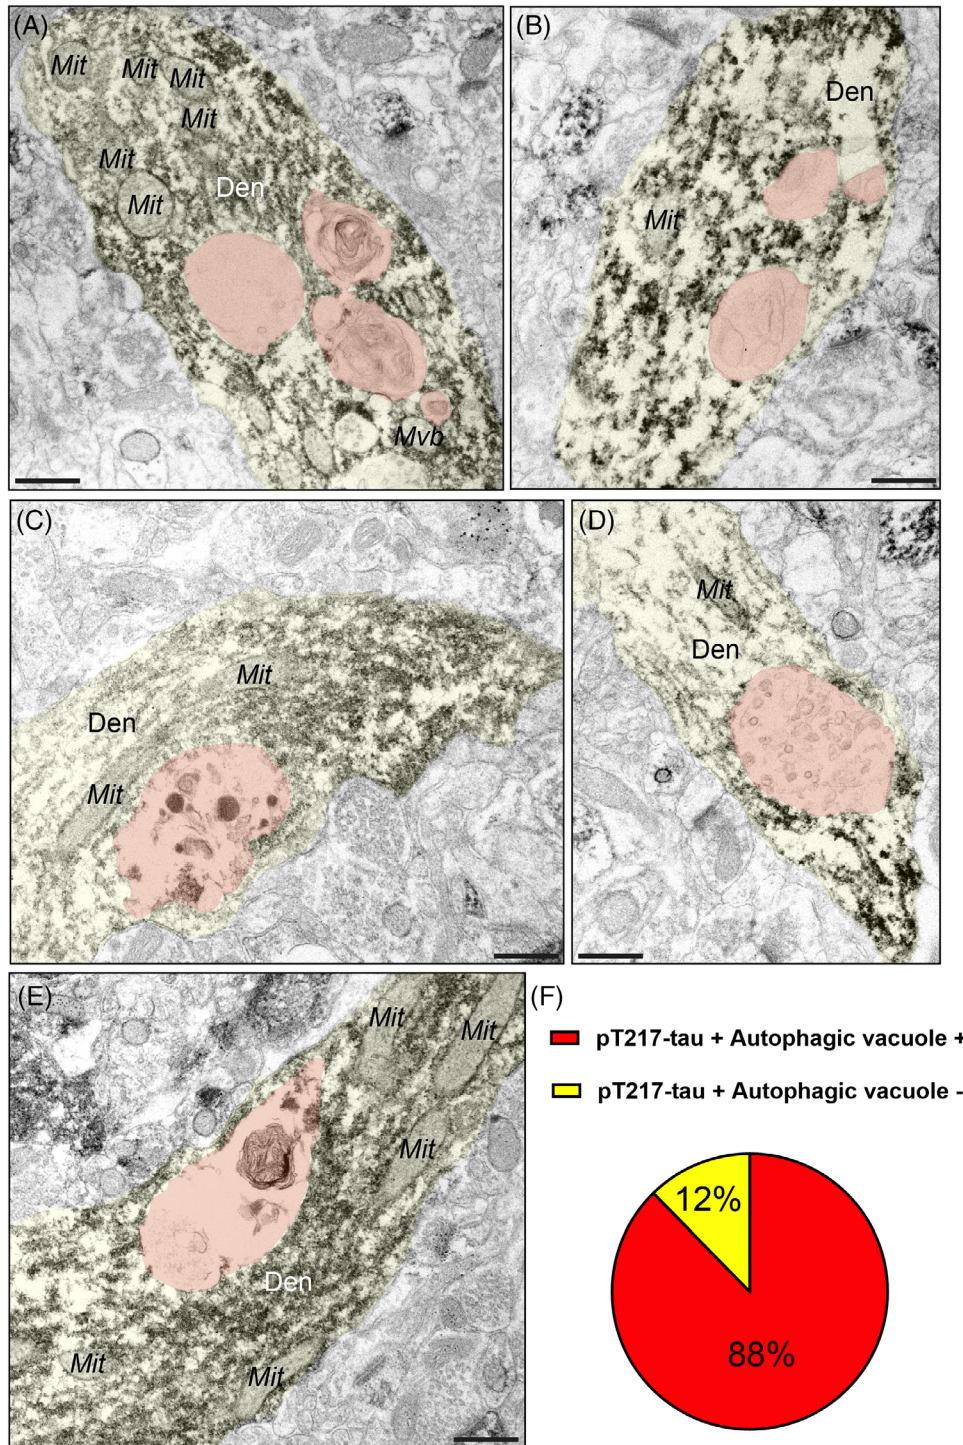 (A)
Mit
Mit
Mit
Mit
Mit
Mit
Den
Mvb
(B)
Den
Mit
(C)
Mit
Den
Mit
(D)
Mit
Den
(E)
Mit
Mit
Mit
Den
Mit
Mit
(F)
pT217-tau + Autophagic vacuole +
pT217-tau + Autophagic vacuole -
12%
88%